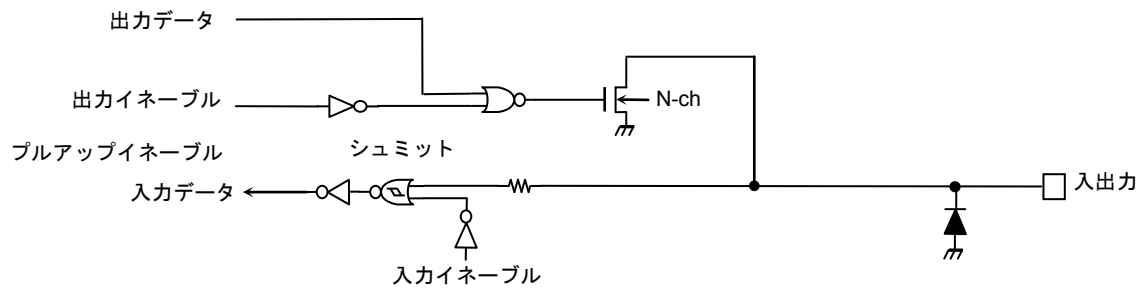 出力データ
出力イネーブル
N-ch
プルアップイネーブル
シュミット
入力データ
入出力
入力イネーブル